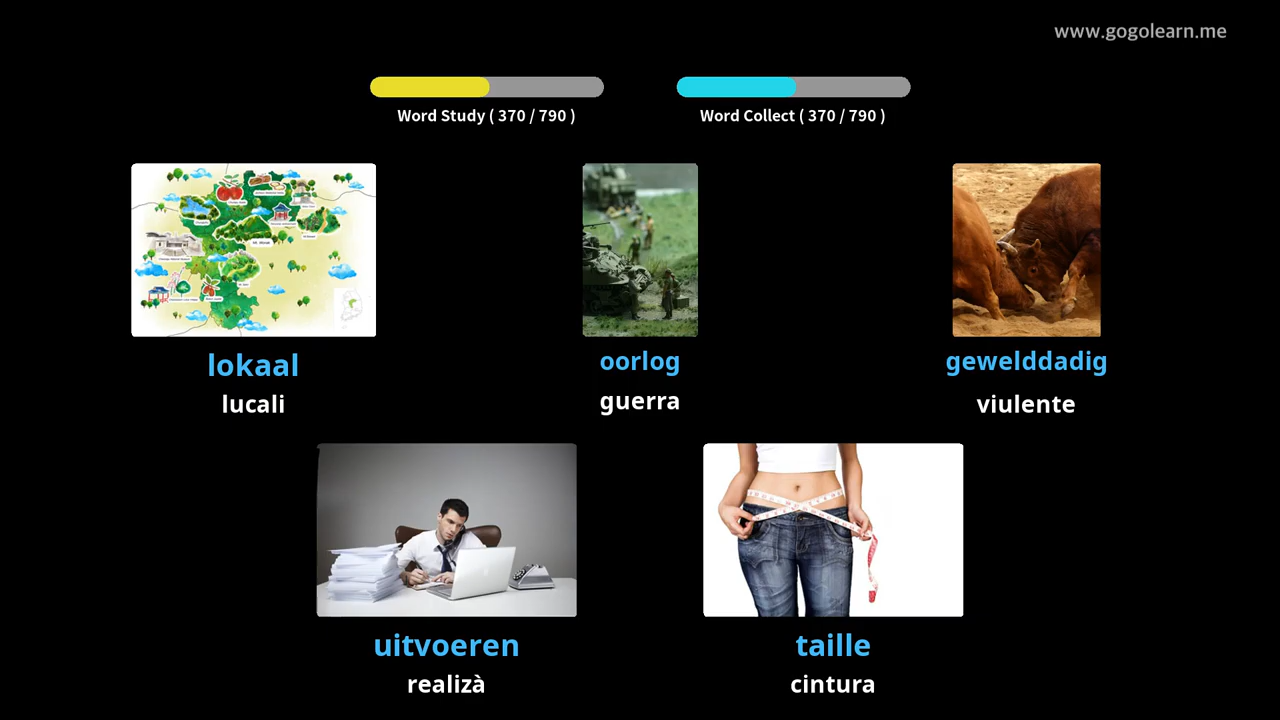 www.gogolearn.me
Word Study ( 370 / 790 )
Word Collect ( 370 / 790 )
lokaal
lucali
oorlog
guerra
gewelddadig
viulente
uitvoeren
realizà
taille
cintura